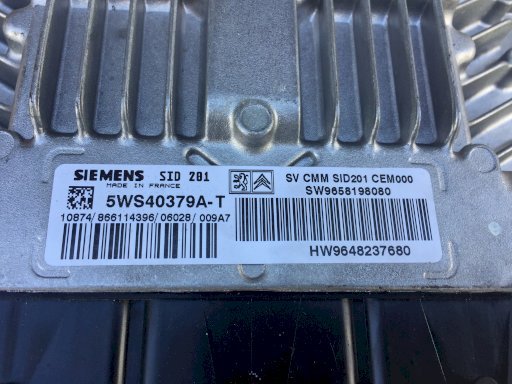 SIEMENS SID 201
MADE IN FRANCE
5WS40379A-T
10874/866114396/06028/009A7
SV CMM SID201 CEM000
SW9658198080
HW9648237680